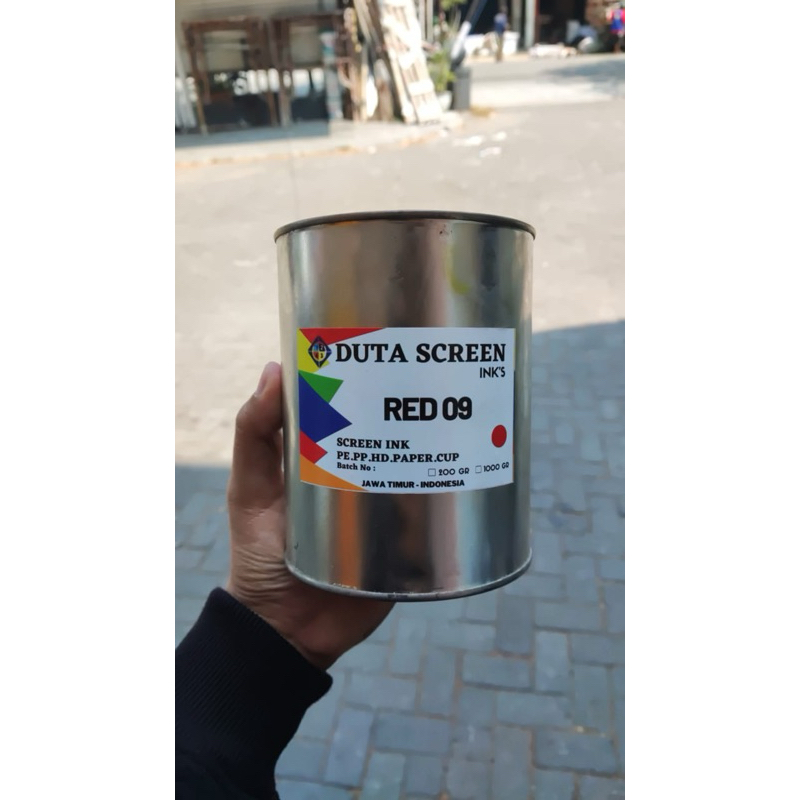 DUTA SCREEN
INK'S
RED 09
SCREEN INK
PE.PP.HD.PAPER.CUP
Batch No :
200 GR 1000 GR
JAWA TIMUR - INDONESIA